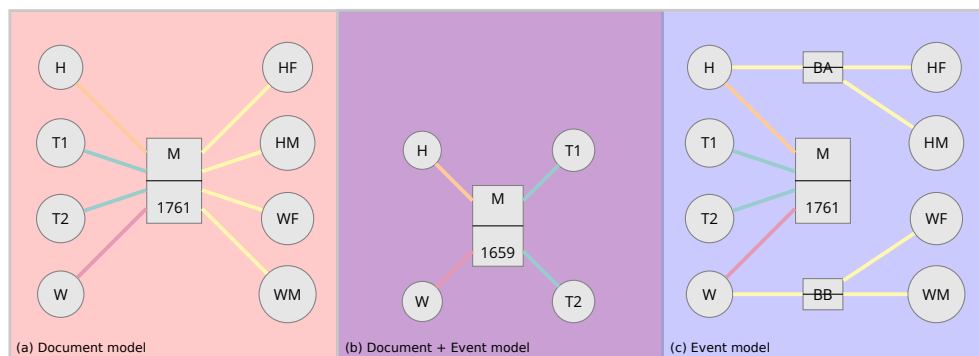 H
HF
T1
HM
M
1761
T2
WF
W
WM
(a) Document model
H
T1
M
1659
W
T2
(b) Document + Event model
H
BA
HF
T1
HM
M
1761
T2
WF
W
BB
WM
(c) Event model